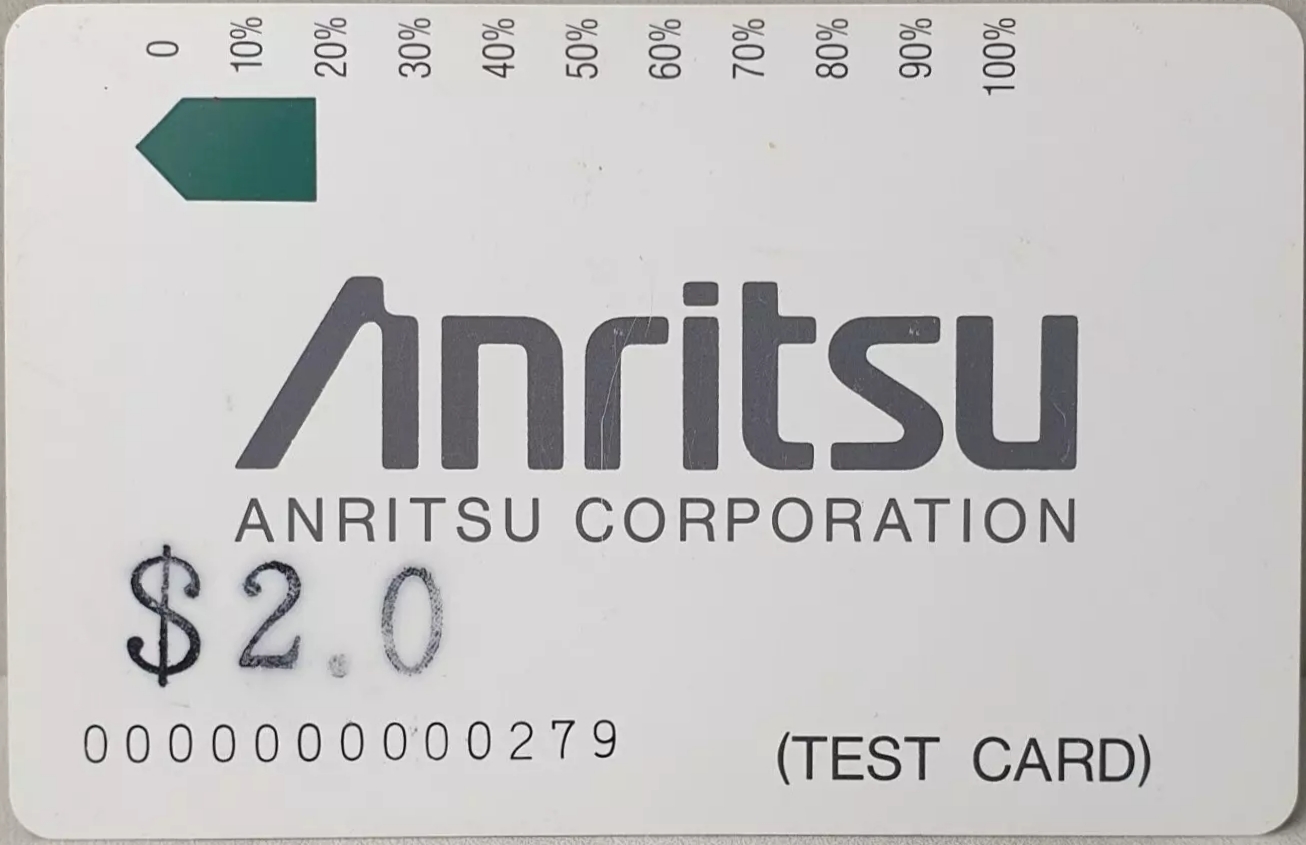 0 10% 20% 30% 40% 50% 60% 70% 80% 90% 100%
Anritsu
ANRITSU CORPORATION
$2.0
0000000000279
(TEST CARD)